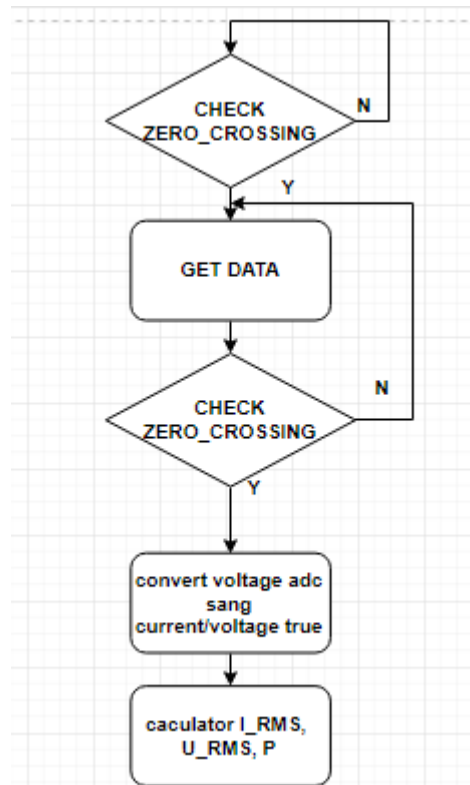 CHECK
ZERO_CROSSING
N
Y
GET DATA
N
CHECK
ZERO_CROSSING
Y
convert voltage adc
sang
current/voltage true
caculator I_RMS,
U_RMS, P